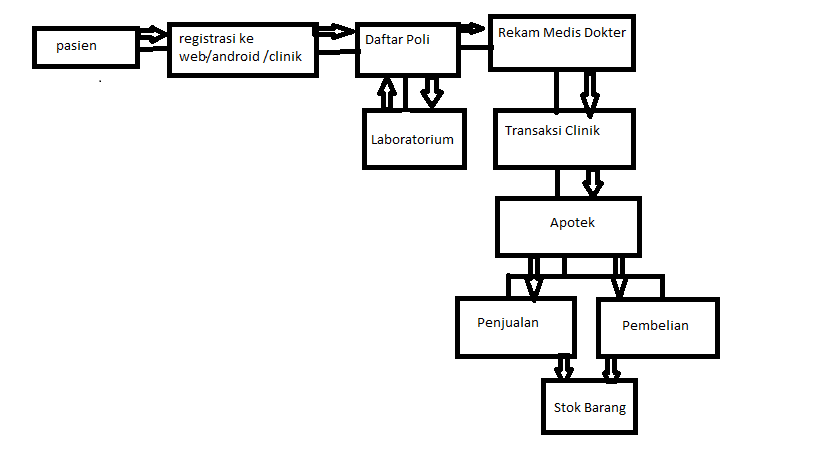 pasien
registrasi ke
web/android /clinik
Daftar Poli
Rekam Medis Dokter
Laboratorium
Transaksi Clinik
Apotek
Penjualan
Pembelian
Stok Barang